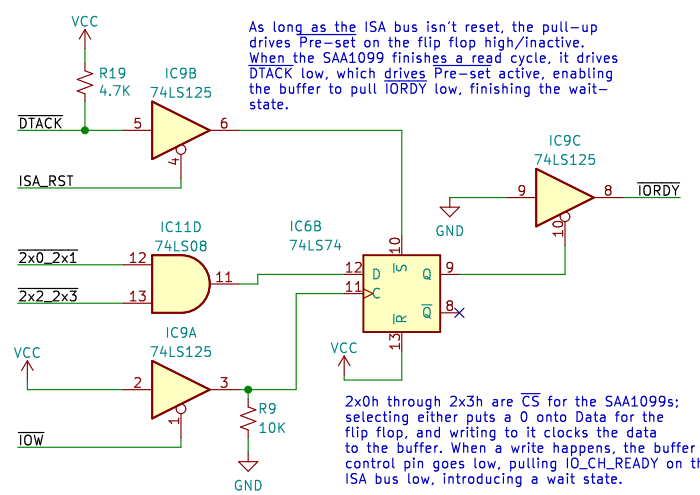 As long as the ISA bus isn't reset, the pull-up
drives Pre-set on the flip flop high/inactive.
When the SAA1099 finishes a read cycle, it drives
DTACK low, which drives Pre-set active, enabling
the buffer to pull IORDY low, finishing the wait-
state.
VCC
R19
4.7K
IC9B
74LS125
DTACK
5
6
4
ISA_RST
IC9C
74LS125
9
8
IORDY
10
GND
IC11D
74LS08
2x0_2x1
12
11
2x2_2x3
13
IC6B
74LS74
10
S
12
D
Q
9
11
C
Q
8
R
13
VCC
IC9A
74LS125
VCC
2
3
1
IOW
R9
10K
GND
2x0h through 2x3h are CS for the SAA1099s;
selecting either puts a 0 onto Data for the
flip flop, and writing to it clocks the data
to the buffer. When a write happens, the buffer
control pin goes low, pulling IO_CH_READY on th
ISA bus low, introducing a wait state.